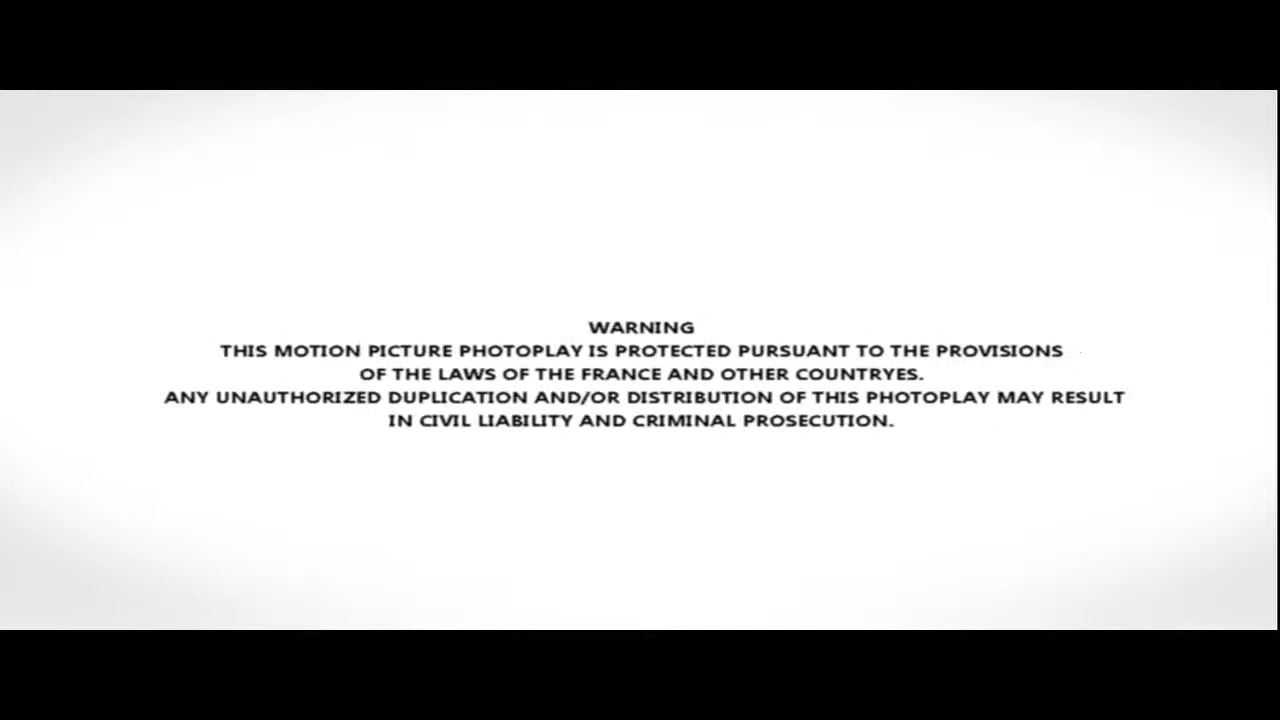 WARNING
THIS MOTION PICTURE PHOTOPLAY IS PROTECTED PURSUANT TO THE PROVISIONS
OF THE LAWS OF THE FRANCE AND OTHER COUNTRYES.
ANY UNAUTHORIZED DUPLICATION AND/OR DISTRIBUTION OF THIS PHOTOPLAY MAY RESULT
IN CIVIL LIABILITY AND CRIMINAL PROSECUTION.